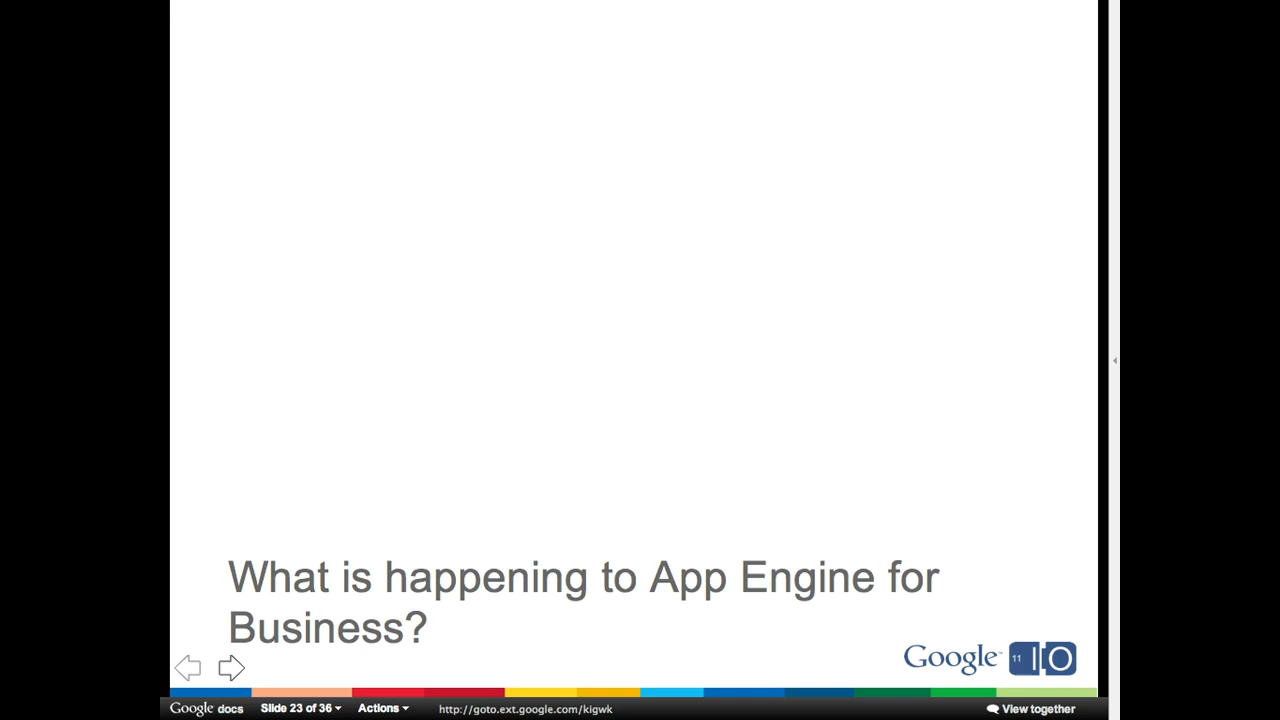 What is happening to App Engine for
Business?
Google™ 11 IO
Google docs Slide 23 of 36 Actions http://goto.ext.google.com/kigwk View together